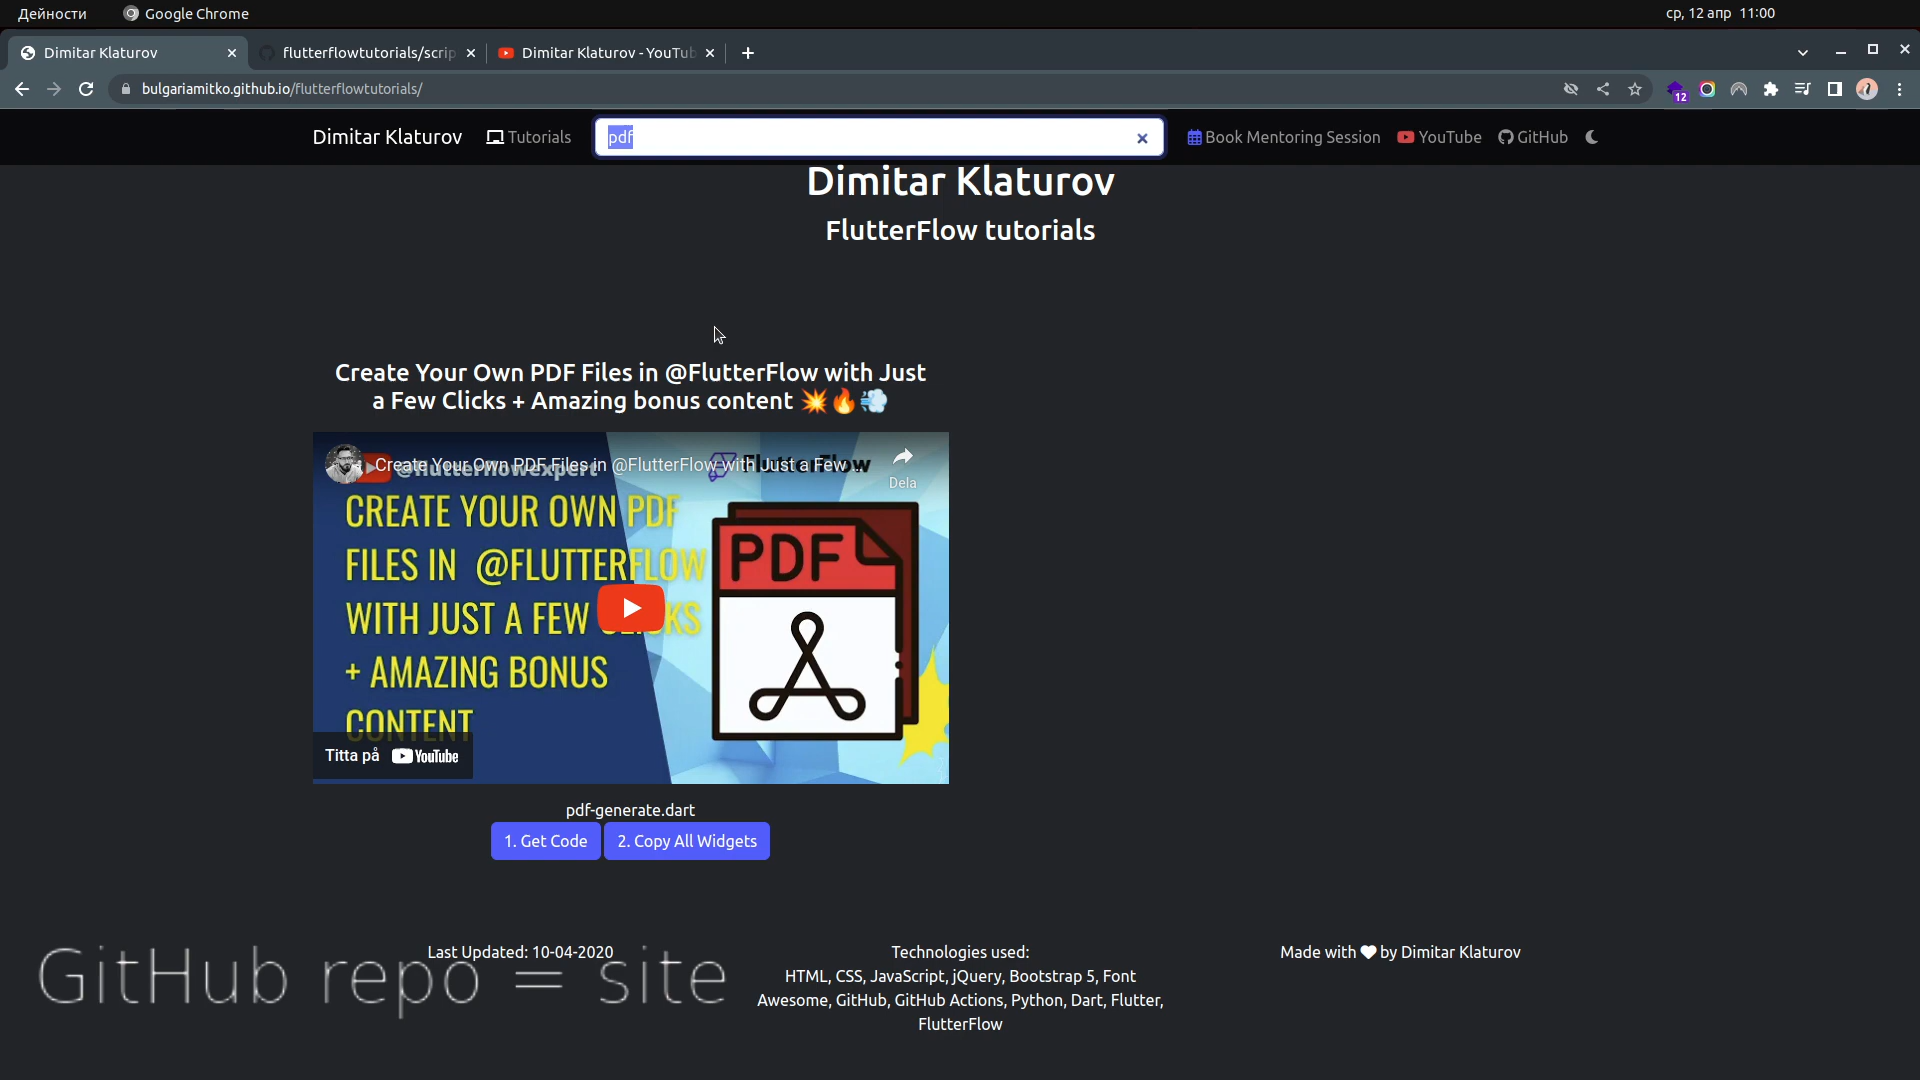 Дейности
Google Chrome
ср, 12 апр 11:00
Dimitar Klaturov
flutterflowtutorials/scrip
Dimitar Klaturov - YouTub
bulgariamitko.github.io/flutterflowtutorials/
12
Dimitar Klaturov
Tutorials
pdf
Book Mentoring Session
YouTube
GitHub
Dimitar Klaturov
FlutterFlow tutorials
Create Your Own PDF Files in @FlutterFlow with Just
a Few Clicks + Amazing bonus content 💥🔥💨
Create Your Own PDF Files in @FlutterFlow with Just a Few ...
@flutterflowexpert
FlutterFlow
Dela
CREATE YOUR OWN PDF
FILES IN @FLUTTERFLOW
WITH JUST A FEW CLICKS
+ AMAZING BONUS
CONTENT
PDF
Titta på YouTube
pdf-generate.dart
1. Get Code
2. Copy All Widgets
GitHub repo = site
Last Updated: 10-04-2020
Technologies used:
HTML, CSS, JavaScript, jQuery, Bootstrap 5, Font
Awesome, GitHub, GitHub Actions, Python, Dart, Flutter,
FlutterFlow
Made with 🤍 by Dimitar Klaturov